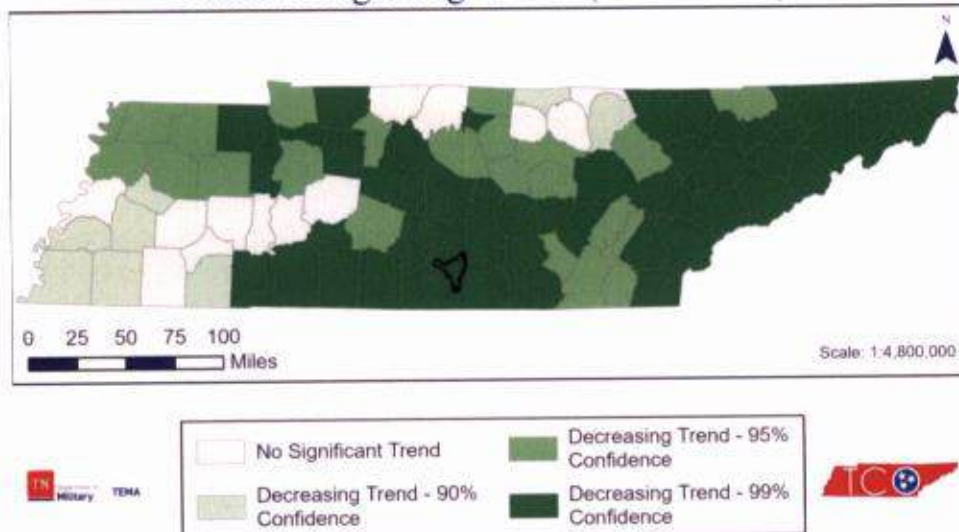 N
0 25 50 75 100
Miles
Scale: 1:4,800,000
No Significant Trend
Decreasing Trend - 95%
Confidence
Decreasing Trend - 90%
Confidence
Decreasing Trend - 99%
Confidence
TN
Military
TEMA
TCO